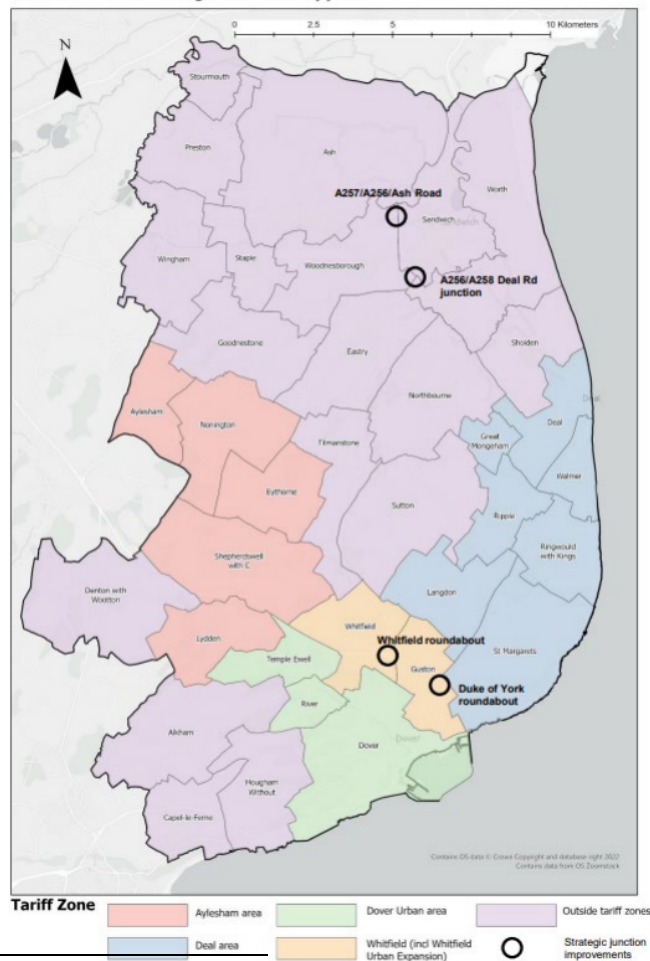 0 2.5 5 10 Kilometers
N
Stourmouth
Preston
Ash
Worth
A257/A256/Ash Road
Sandwich
Wingham
Staple
Woodnesborough
A256/A258 Deal Rd
junction
Goodnestone
Eastry
Sholden
Northbourne
Aylesham
Nonington
Tilmanstone
Great
Mongeham
Deal
Deal
Walmer
Eythorne
Sutton
Ripple
Ringwould
with Kings
Shepherdswell
with C
Denton with
Wootton
Langdon
Lydden
Whitfield
Whitfield roundabout
St Margarets
Temple Ewell
Guston
Duke of York
roundabout
River
Alkham
Dover
Dover
Hougham
Without
Capel-le-Ferne
Contains OS data © Crown Copyright and database right 2022
Contains data from OS Zoomstack
Tariff Zone
Aylesham area
Dover Urban area
Outside tariff zones
Deal area
Whitfield (incl Whitfield
Urban Expansion)
Strategic junction
improvements